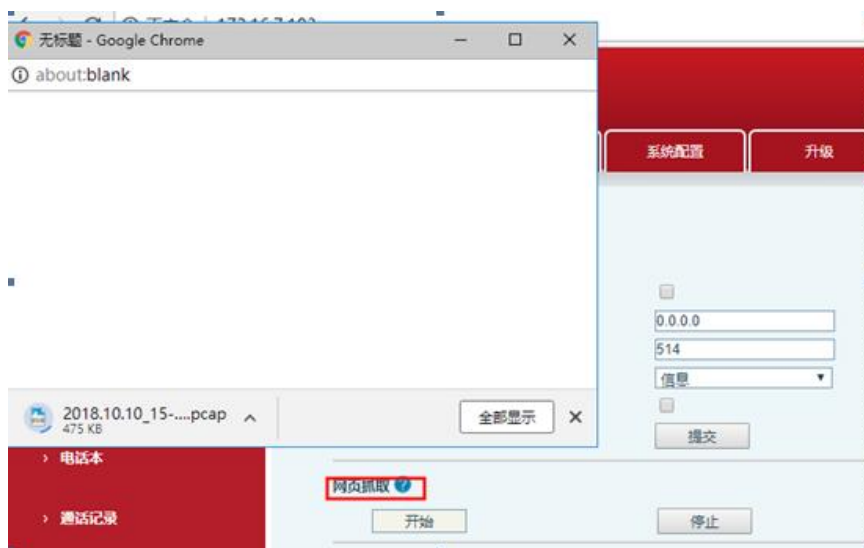 无标题 - Google Chrome
about:blank
系统配置
升级
0.0.0.0
514
信息
2018.10.10_15-....pcap
475 KB
全部显示
提交
电话本
网页抓取
通话记录
开始
停止